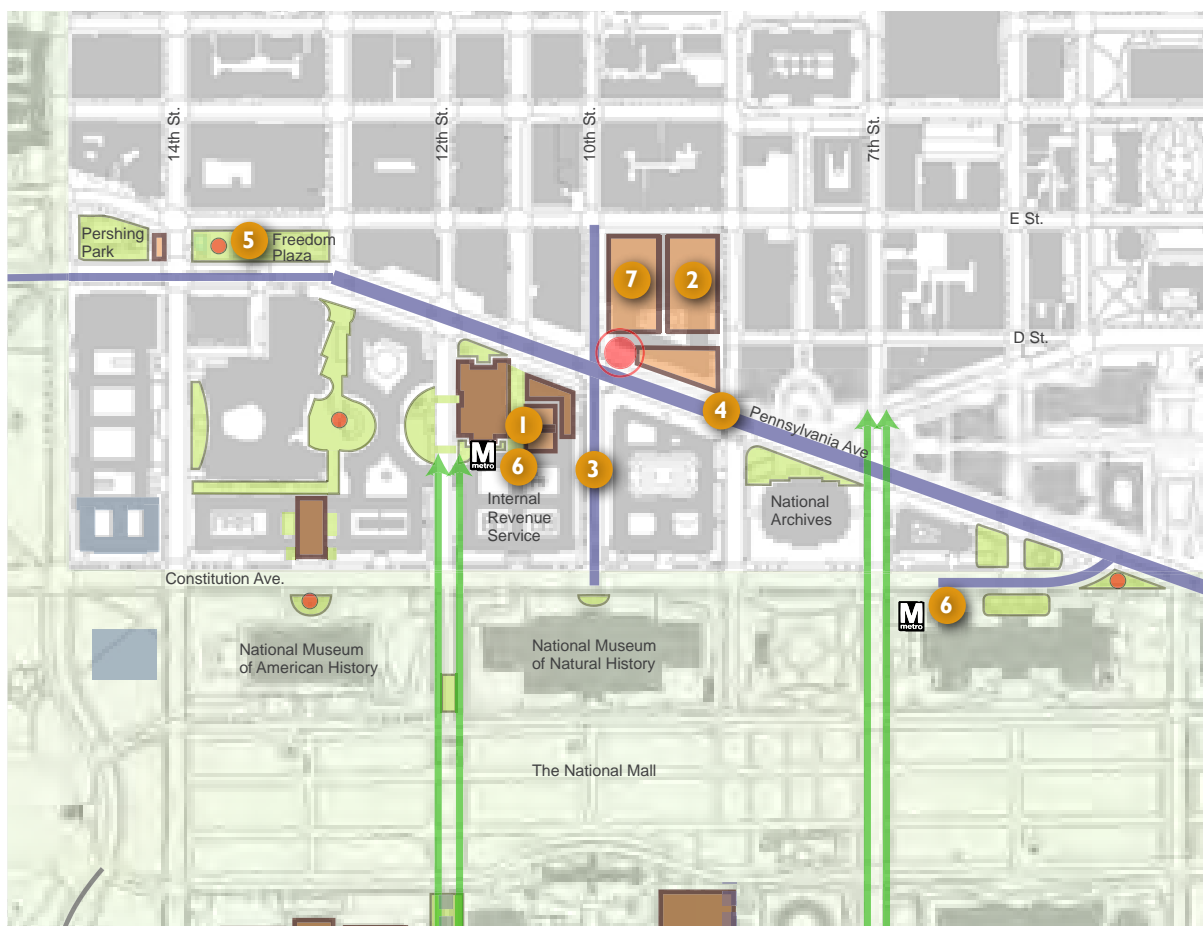 14th St.
12th St.
10th St.
7th St.
E St.
Pershing
Park
5
Freedom
Plaza
7
2
D St.
4
Pennsylvania Ave
1
M
metro
6
3
Internal
Revenue
Service
National
Archives
Constitution Ave.
M
metro
6
National Museum
of American History
National Museum
of Natural History
The National Mall